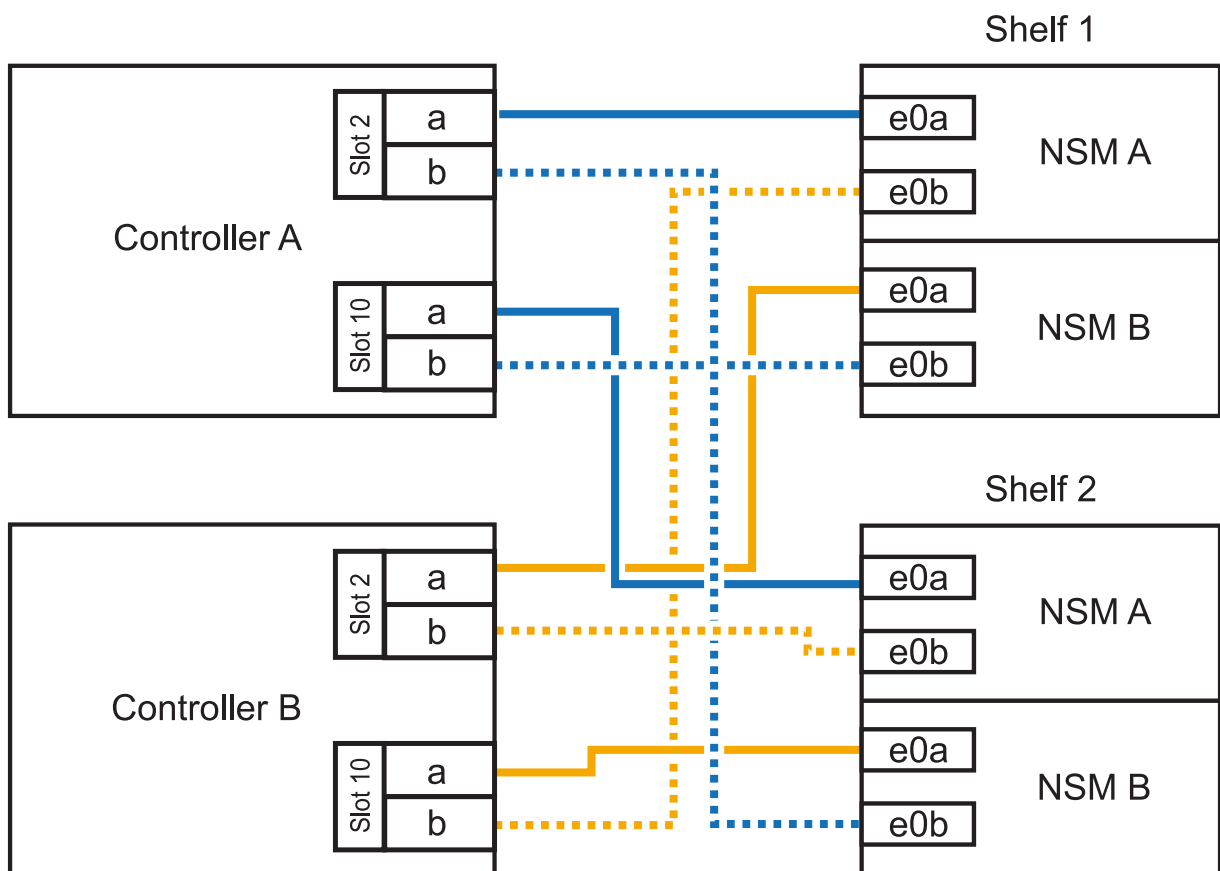 Shelf 1
Controller A
Slot 2
a
b
Slot 10
a
b
e0a
e0b
NSM A
e0a
e0b
NSM B
Shelf 2
Controller B
Slot 2
a
b
Slot 10
a
b
e0a
e0b
NSM A
e0a
e0b
NSM B